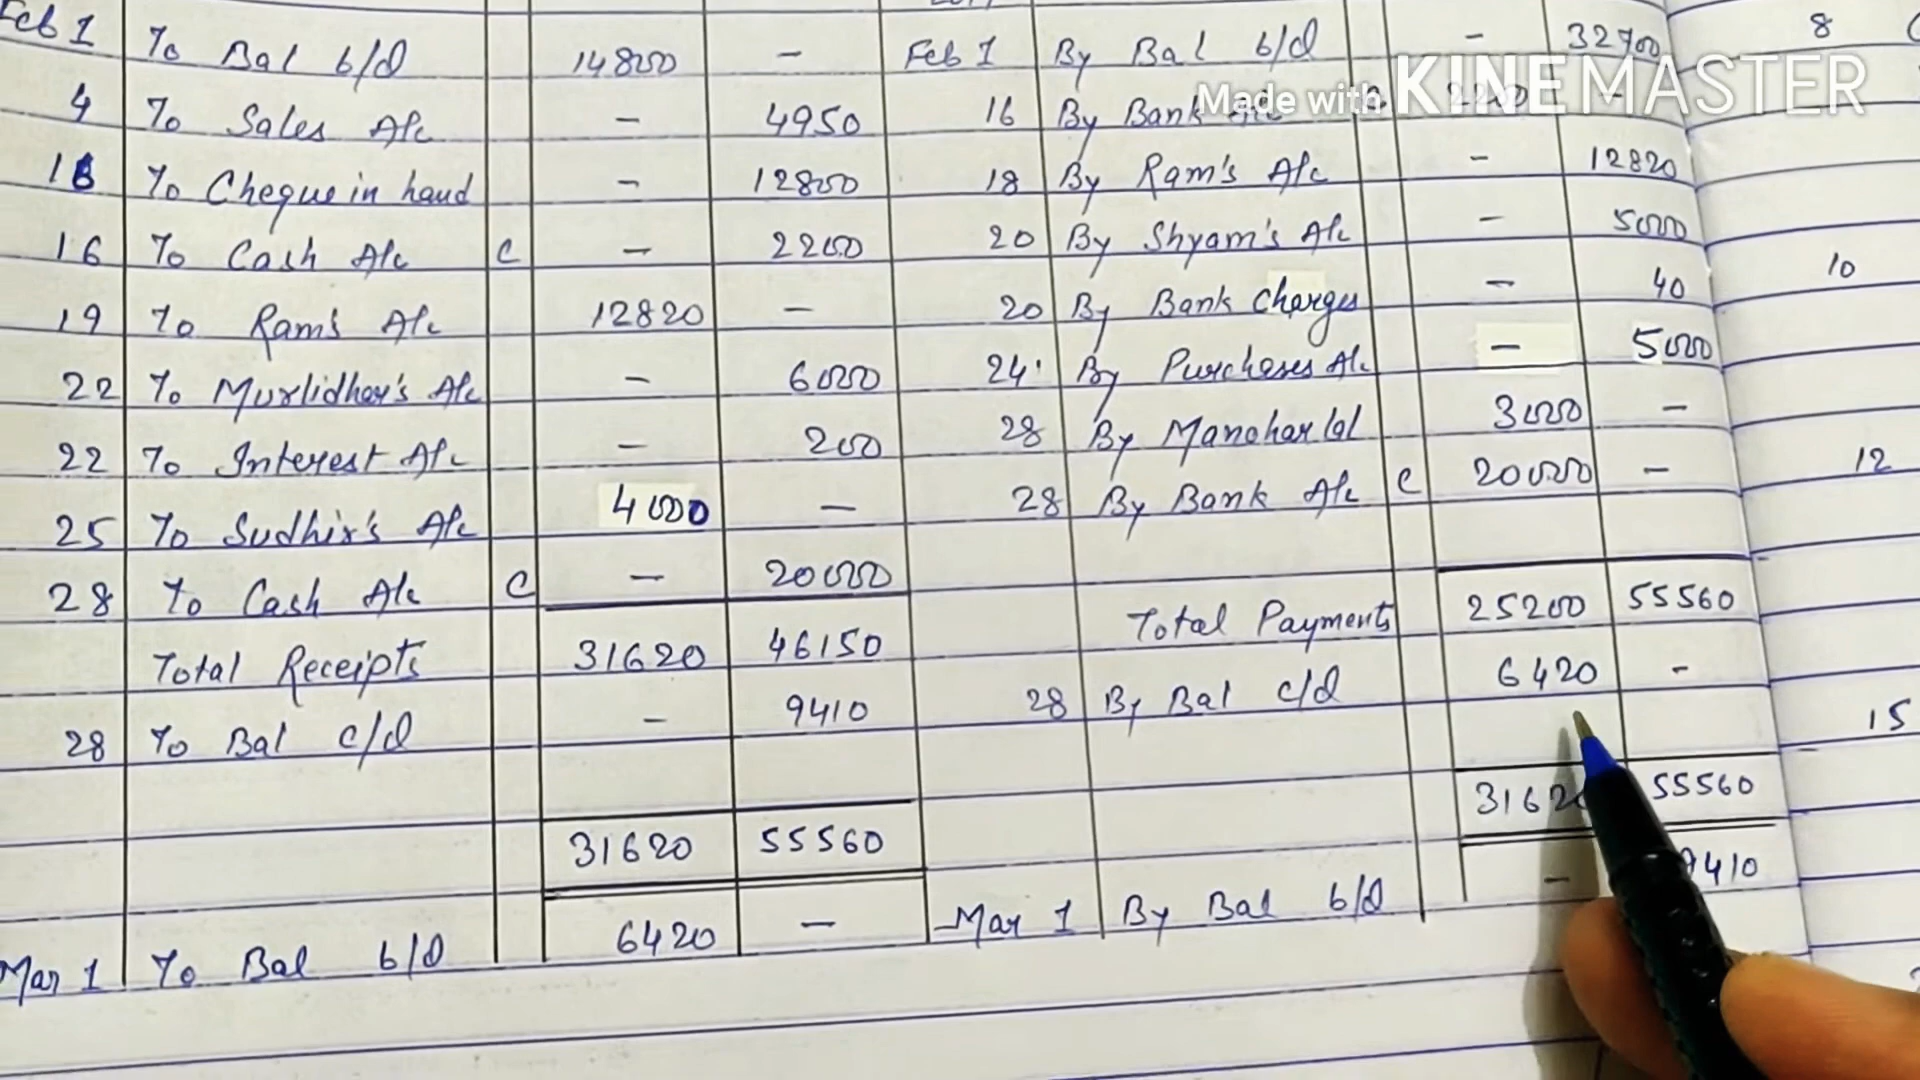 Feb 1 To Bal b/d 14800 - Feb 1 By Bal b/d - 32700 8
Made with KINEMASTER
4 To Sales A/c - 4950 16 By Bank A/c C 2200 -
18 To Cheque in hand - 12800 18 By Ram's A/c - 12820
16 To Cash A/c C - 2200 20 By Shyam's A/c - 5000
10
19 To Ram's A/c 12820 - 20 By Bank Charges - 40
22 To Murlidhar's A/c - 6000 24 By Purchases A/c - 5000
22 To Interest A/c - 200 28 By Manoharlal 3000 -
12
25 To Sudhir's A/c 4000 - 28 By Bank A/c C 20000 -
28 To Cash A/c C - 20000
Total Receipts 31620 46150 Total Payments 25200 55560
28 To Bal c/d - 9410 28 By Bal c/d 6420 -
15
31620 55560 3162 55560
Mar 1 To Bal b/d 6420 - Mar 1 By Bal b/d - 9410